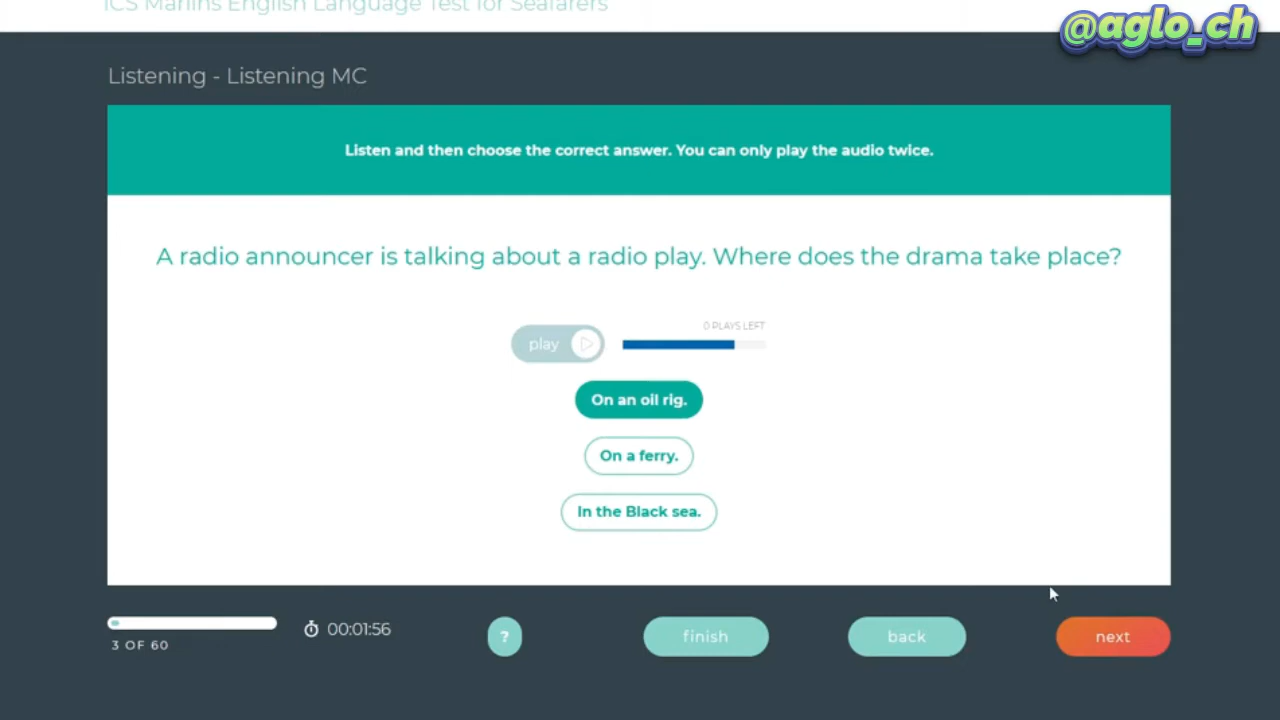 ICS Marlins English Language Test for Seafarers
@aglo_ch
Listening - Listening MC
Listen and then choose the correct answer. You can only play the audio twice.
A radio announcer is talking about a radio play. Where does the drama take place?
0 PLAYS LEFT
play
On an oil rig.
On a ferry.
In the Black sea.
3 OF 60
00:01:56
?
finish
back
next